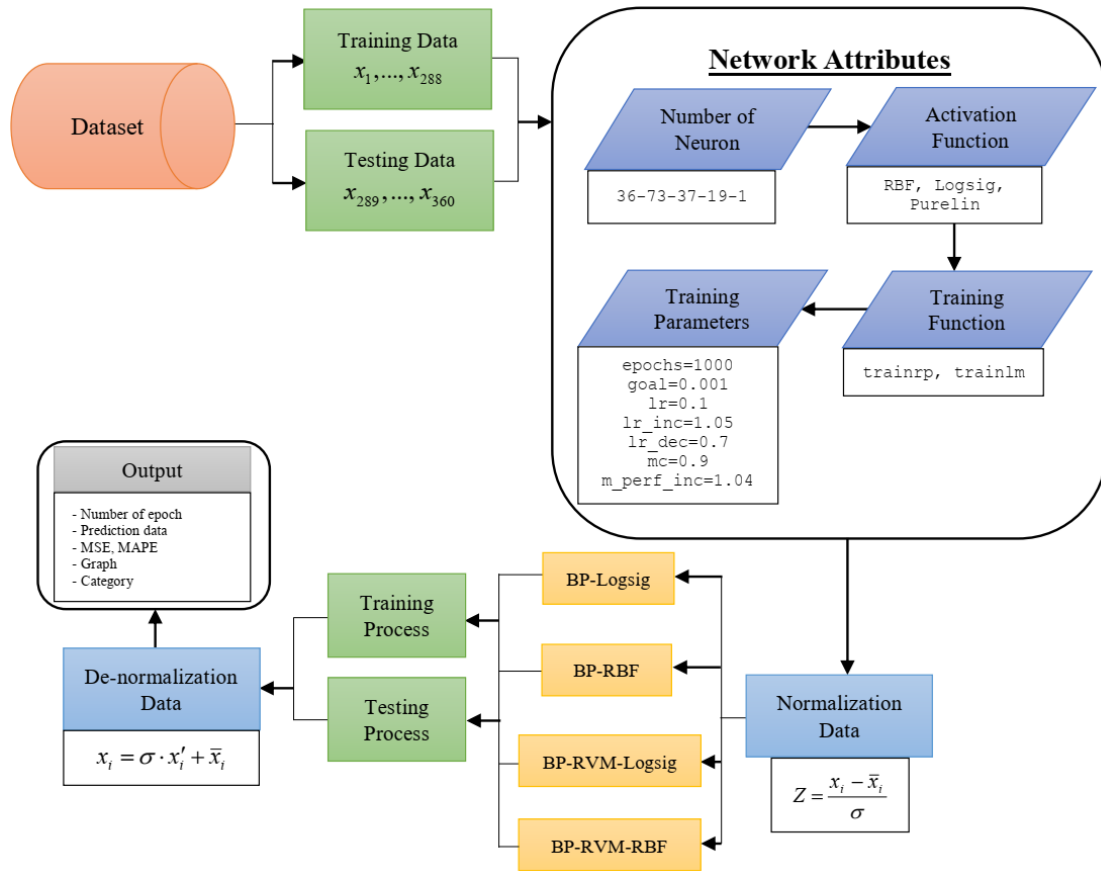 Dataset
Training Data
x₁,..., x₂₈₈
Testing Data
x₂₈₉,..., x₃₆₀
Network Attributes
Number of
Neuron
36-73-37-19-1
Activation
Function
RBF, Logsig,
Purelin
Training
Parameters
epochs=1000
goal=0.001
lr=0.1
lr_inc=1.05
lr_dec=0.7
mc=0.9
m_perf_inc=1.04
Training
Function
trainrp, trainlm
Output
- Number of epoch
- Prediction data
- MSE, MAPE
- Graph
- Category
De-normalization
Data
xᵢ = σ · x′ᵢ + x̄ᵢ
Training
Process
Testing
Process
BP-Logsig
BP-RBF
BP-RVM-Logsig
BP-RVM-RBF
Normalization
Data
Z = (xᵢ − x̄ᵢ) / σ